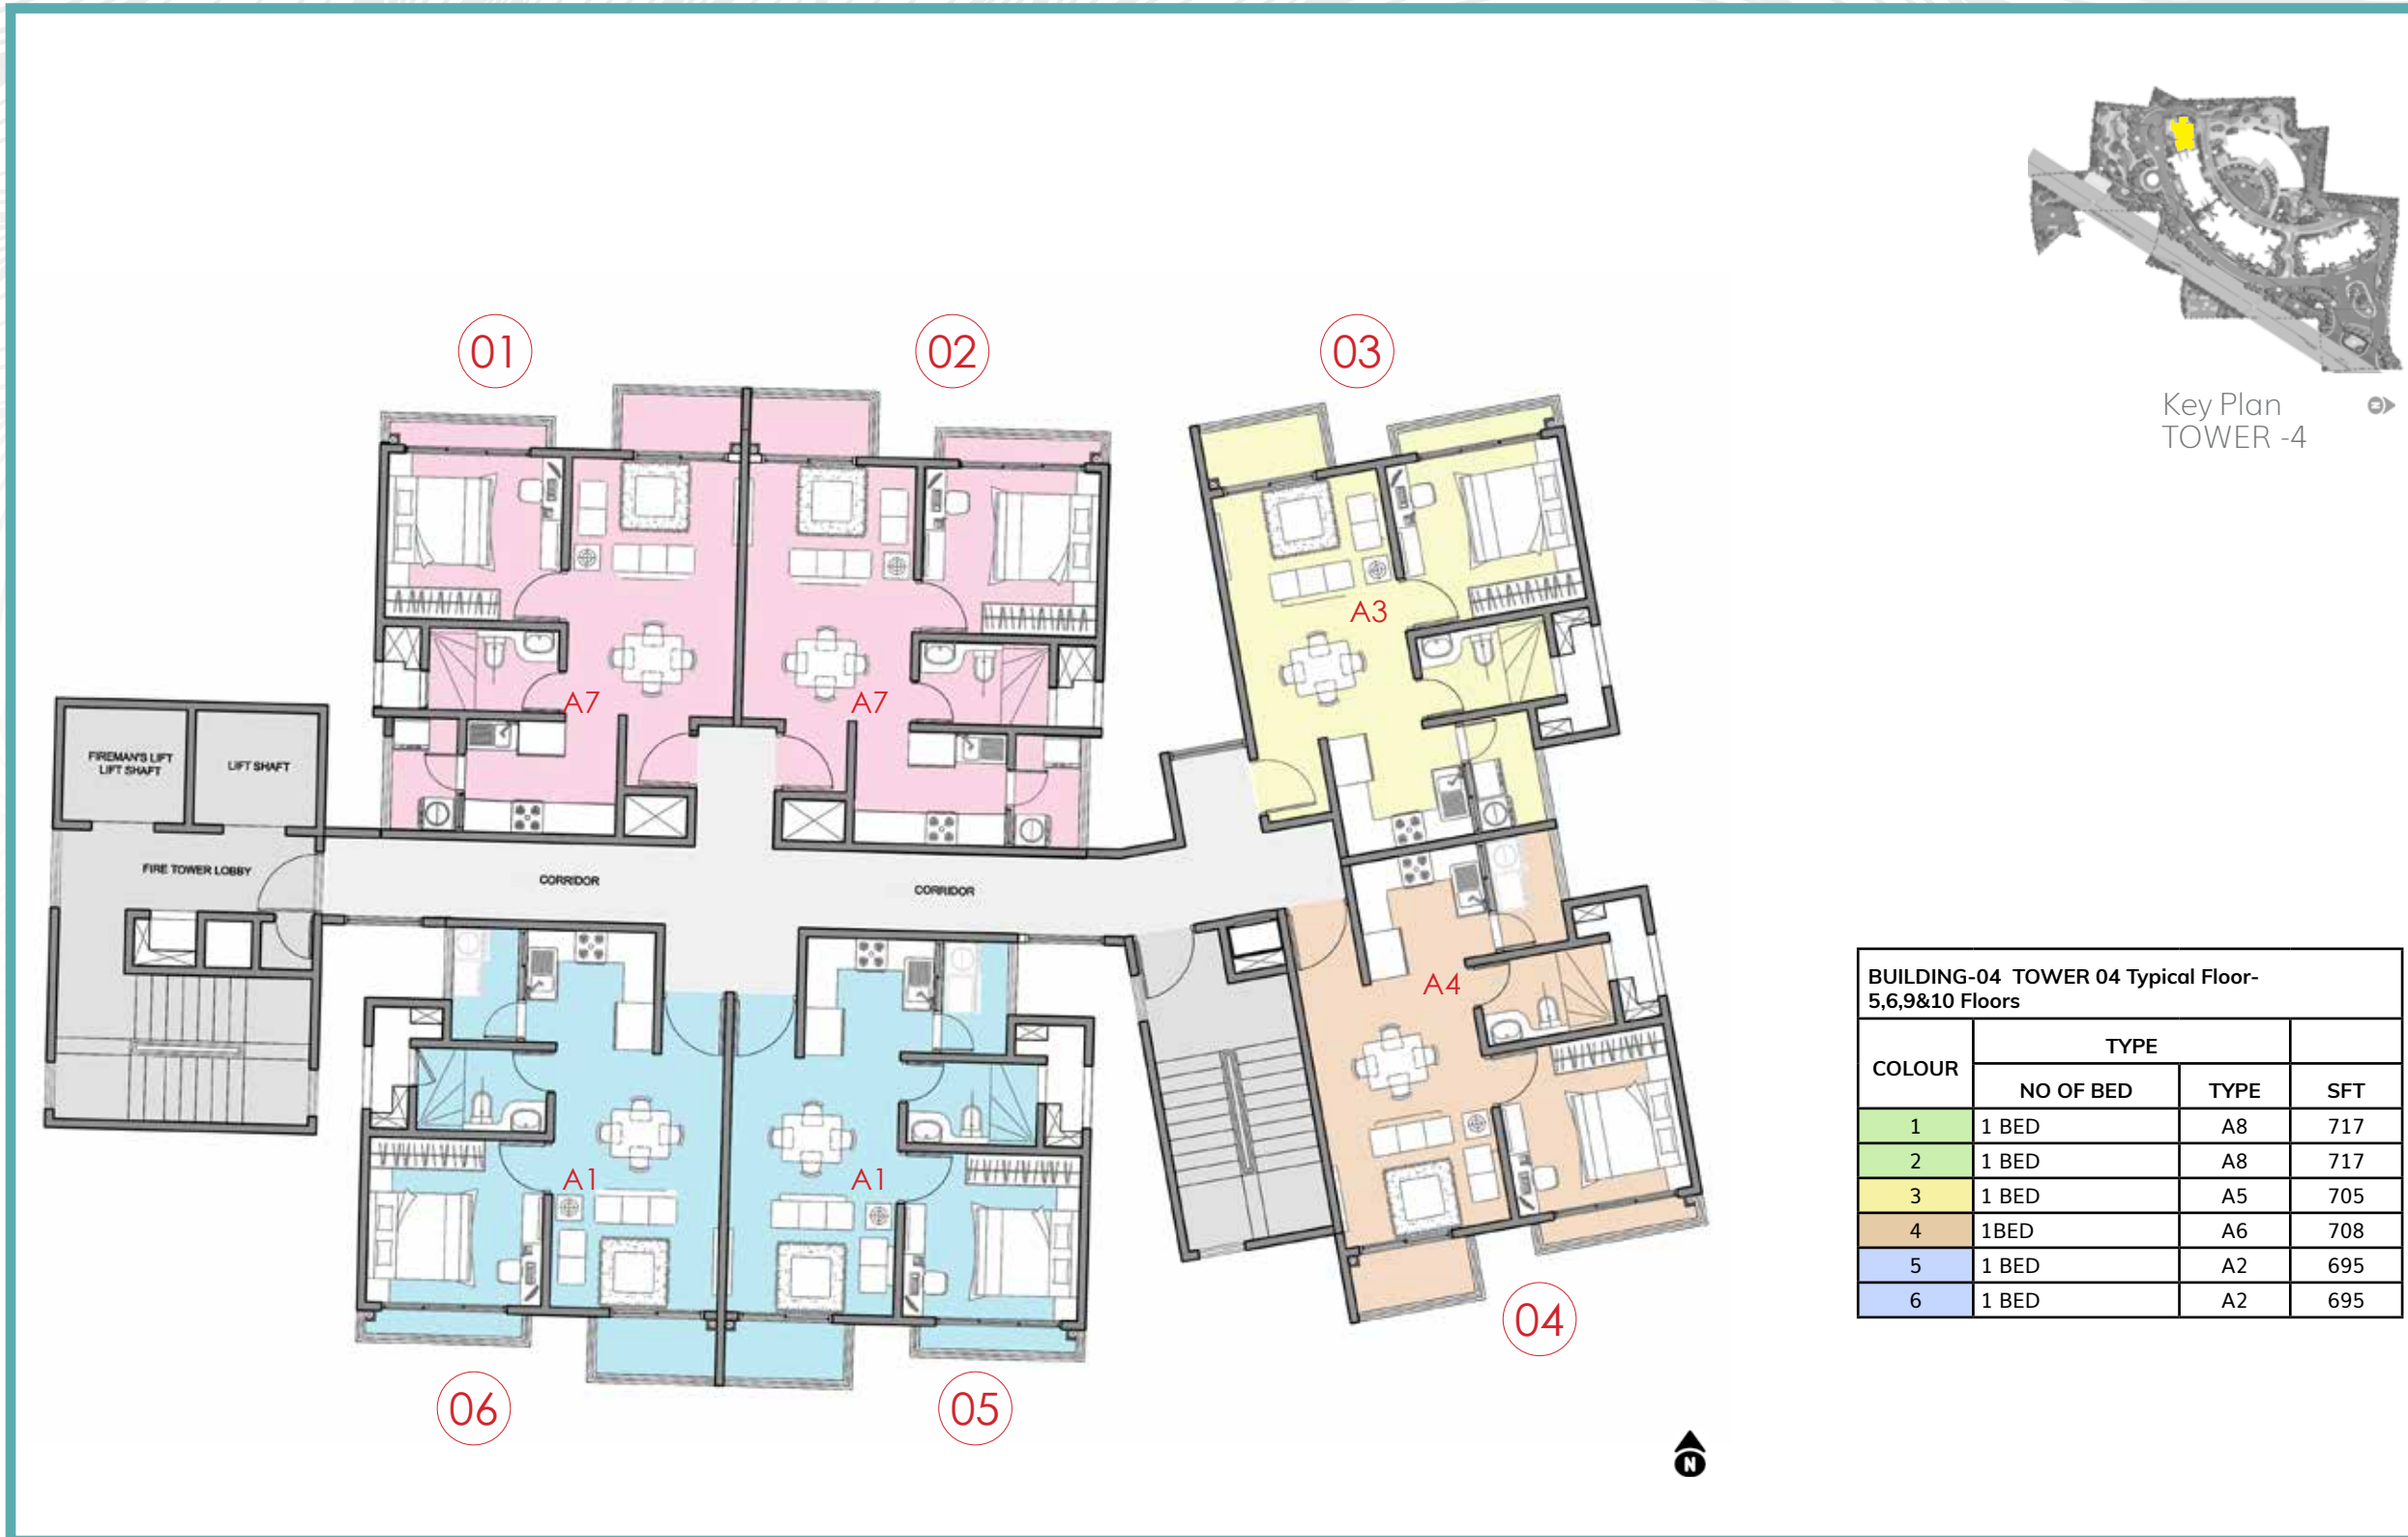 Key Plan
TOWER -4
01
02
03
A3
A7
A7
FIREMAN'S LIFT
LIFT SHAFT
LIFT SHAFT
FIRE TOWER LOBBY
CORRIDOR
CORRIDOR
A4
A1
A1
04
06
05
N
BUILDING-04 TOWER 04 Typical Floor-
5,6,9&10 Floors
COLOUR TYPE
NO OF BED TYPE SFT
1 1 BED A8 717
2 1 BED A8 717
3 1 BED A5 705
4 1BED A6 708
5 1 BED A2 695
6 1 BED A2 695